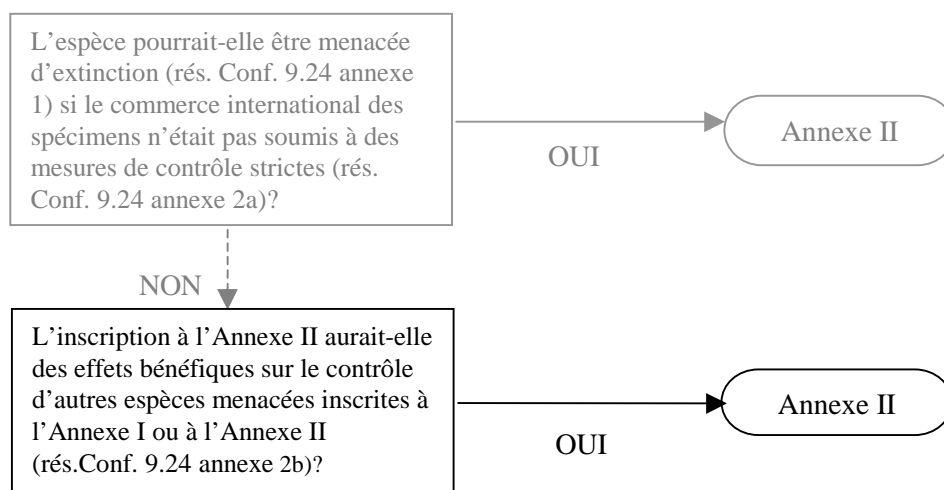 L’espèce pourrait-elle être menacée
d’extinction (rés. Conf. 9.24 annexe
1) si le commerce international des
spécimens n’était pas soumis à des
mesures de contrôle strictes (rés.
Conf. 9.24 annexe 2a)?
OUI
Annexe II
NON
L’inscription à l’Annexe II aurait-elle
des effets bénéfiques sur le contrôle
d’autres espèces menacées inscrites à
l’Annexe I ou à l’Annexe II
(rés.Conf. 9.24 annexe 2b)?
OUI
Annexe II